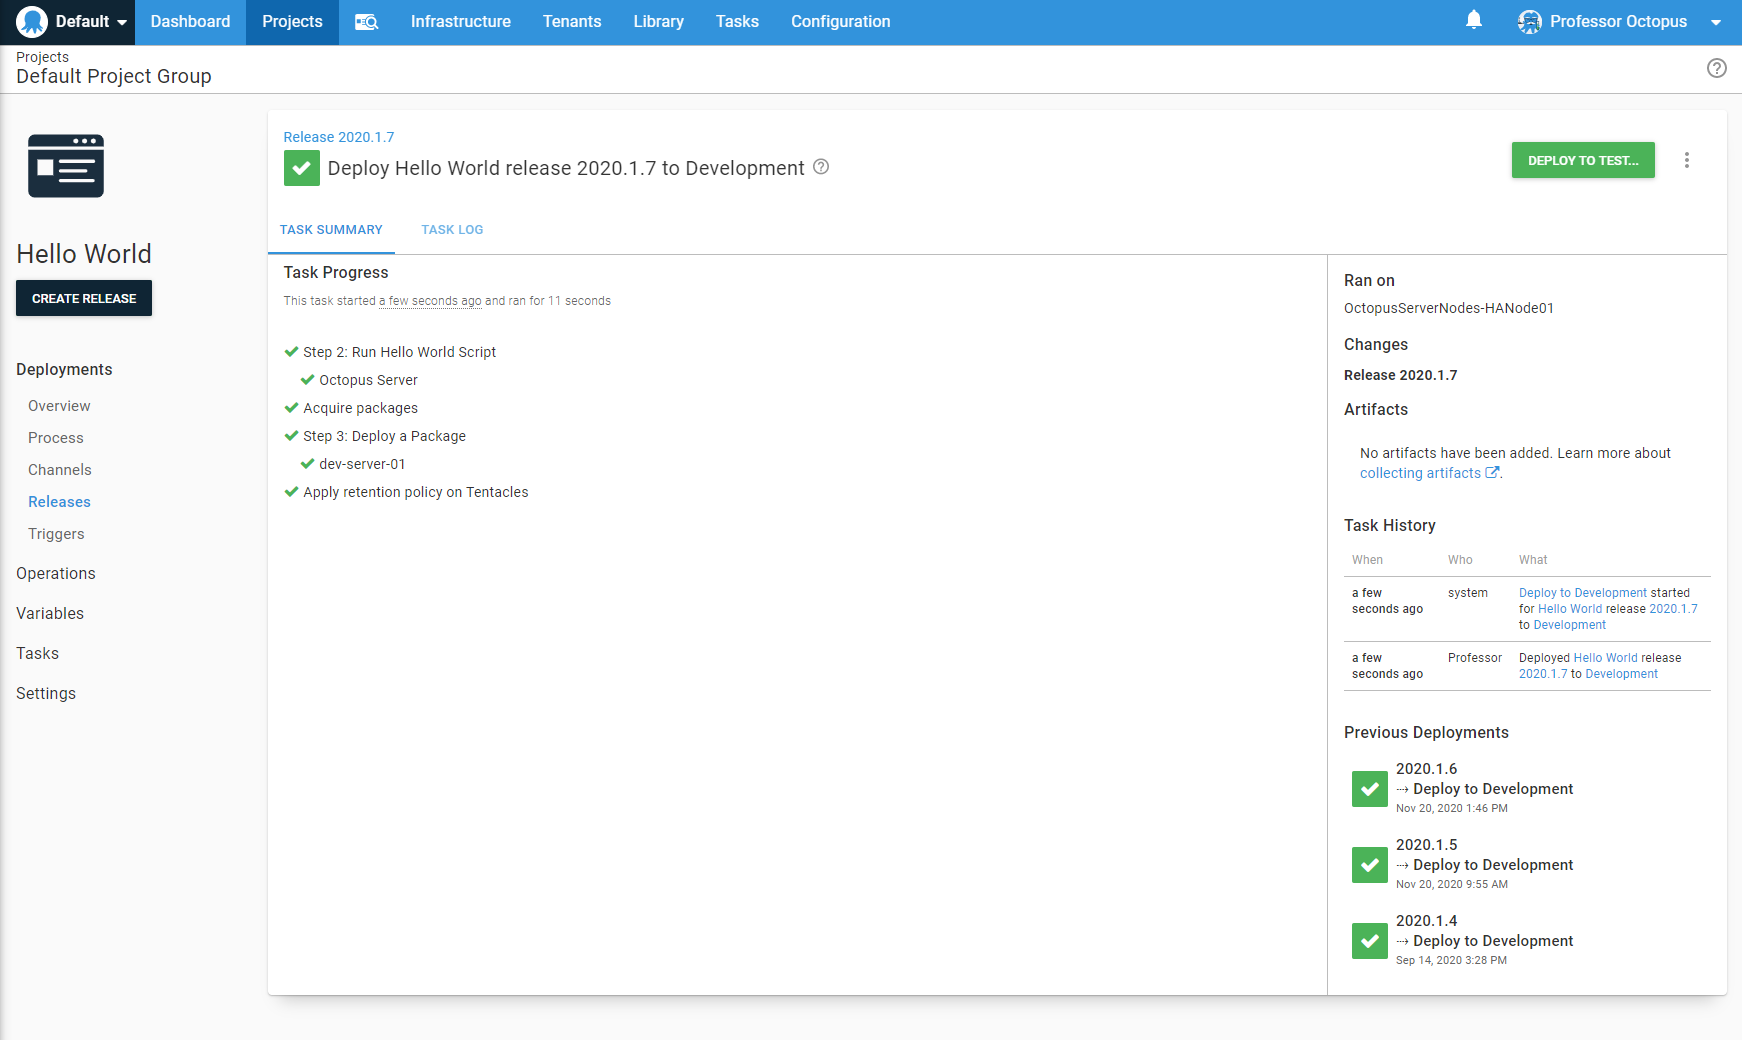 Default
Dashboard
Projects
Infrastructure
Tenants
Library
Tasks
Configuration
Professor Octopus
Projects
Default Project Group
Hello World
CREATE RELEASE
Deployments
Overview
Process
Channels
Releases
Triggers
Operations
Variables
Tasks
Settings
Release 2020.1.7
Deploy Hello World release 2020.1.7 to Development
DEPLOY TO TEST...
TASK SUMMARY
TASK LOG
Task Progress
This task started a few seconds ago and ran for 11 seconds
Step 2: Run Hello World Script
Octopus Server
Acquire packages
Step 3: Deploy a Package
dev-server-01
Apply retention policy on Tentacles
Ran on
OctopusServerNodes-HANode01
Changes
Release 2020.1.7
Artifacts
No artifacts have been added. Learn more about
collecting artifacts.
Task History
When Who What
a few
seconds ago
system
Deploy to Development started
for Hello World release 2020.1.7
to Development
a few
seconds ago
Professor
Deployed Hello World release
2020.1.7 to Development
Previous Deployments
2020.1.6
⇢ Deploy to Development
Nov 20, 2020 1:46 PM
2020.1.5
⇢ Deploy to Development
Nov 20, 2020 9:55 AM
2020.1.4
⇢ Deploy to Development
Sep 14, 2020 3:28 PM